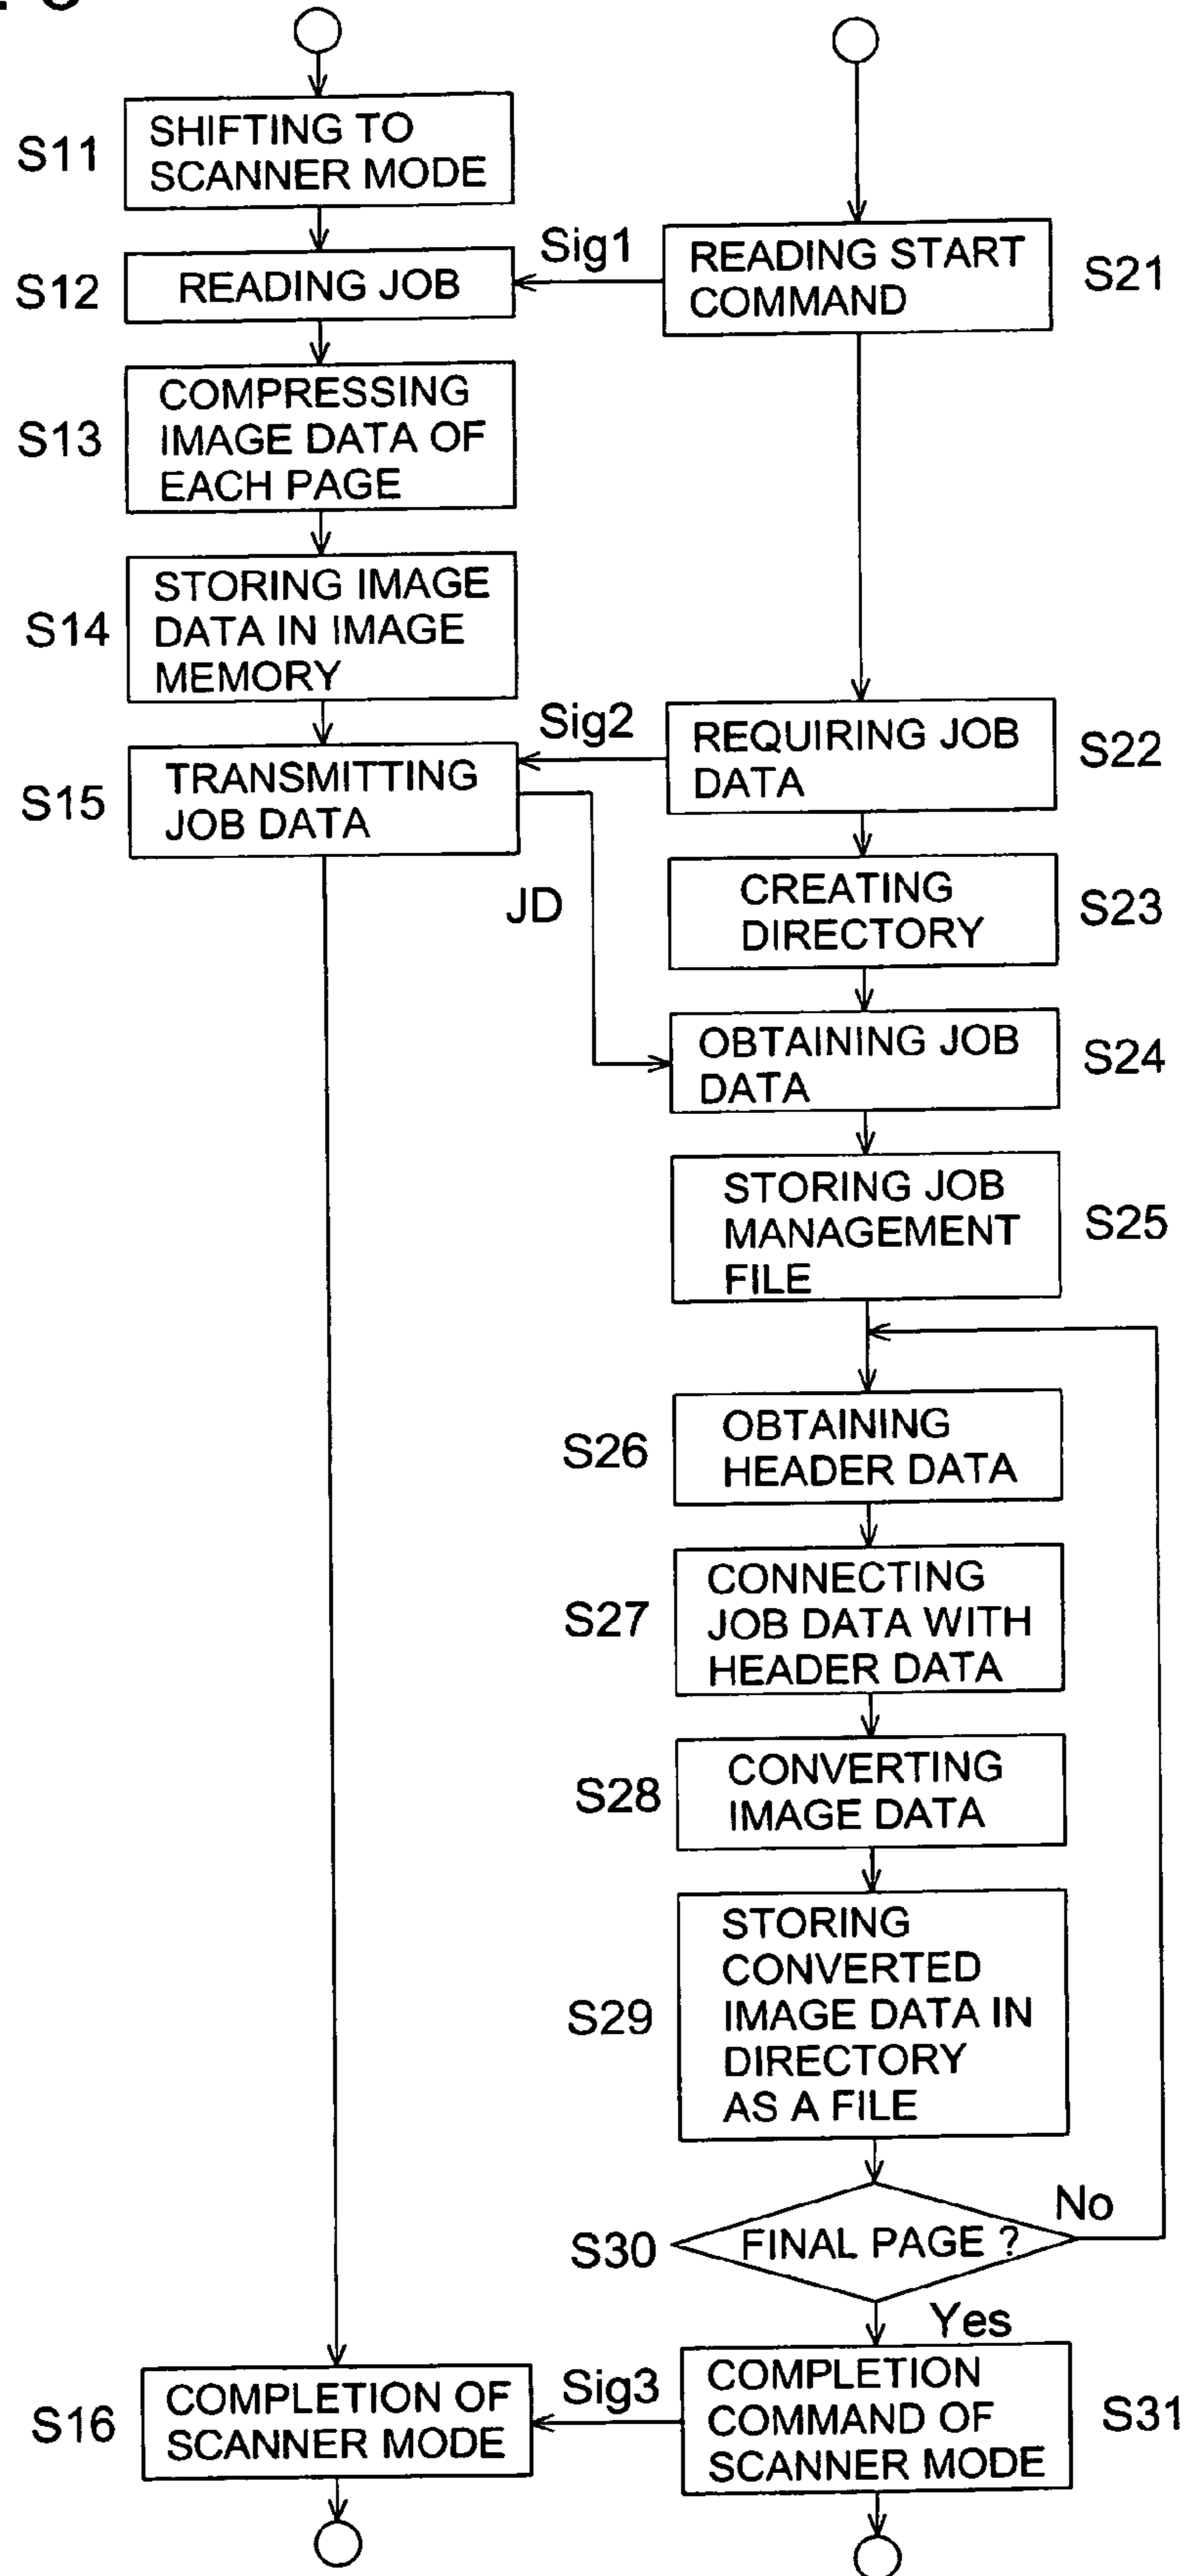 S11
SHIFTING TO
SCANNER MODE
S12
READING JOB
Sig1
READING START
COMMAND
S21
S13
COMPRESSING
IMAGE DATA OF
EACH PAGE
S14
STORING IMAGE
DATA IN IMAGE
MEMORY
S15
TRANSMITTING
JOB DATA
Sig2
REQUIRING JOB
DATA
S22
JD
CREATING
DIRECTORY
S23
OBTAINING JOB
DATA
S24
STORING JOB
MANAGEMENT
FILE
S25
S26
OBTAINING
HEADER DATA
S27
CONNECTING
JOB DATA WITH
HEADER DATA
S28
CONVERTING
IMAGE DATA
S29
STORING
CONVERTED
IMAGE DATA IN
DIRECTORY
AS A FILE
S30
FINAL PAGE ?
No
Yes
S16
COMPLETION OF
SCANNER MODE
Sig3
COMPLETION
COMMAND OF
SCANNER MODE
S31